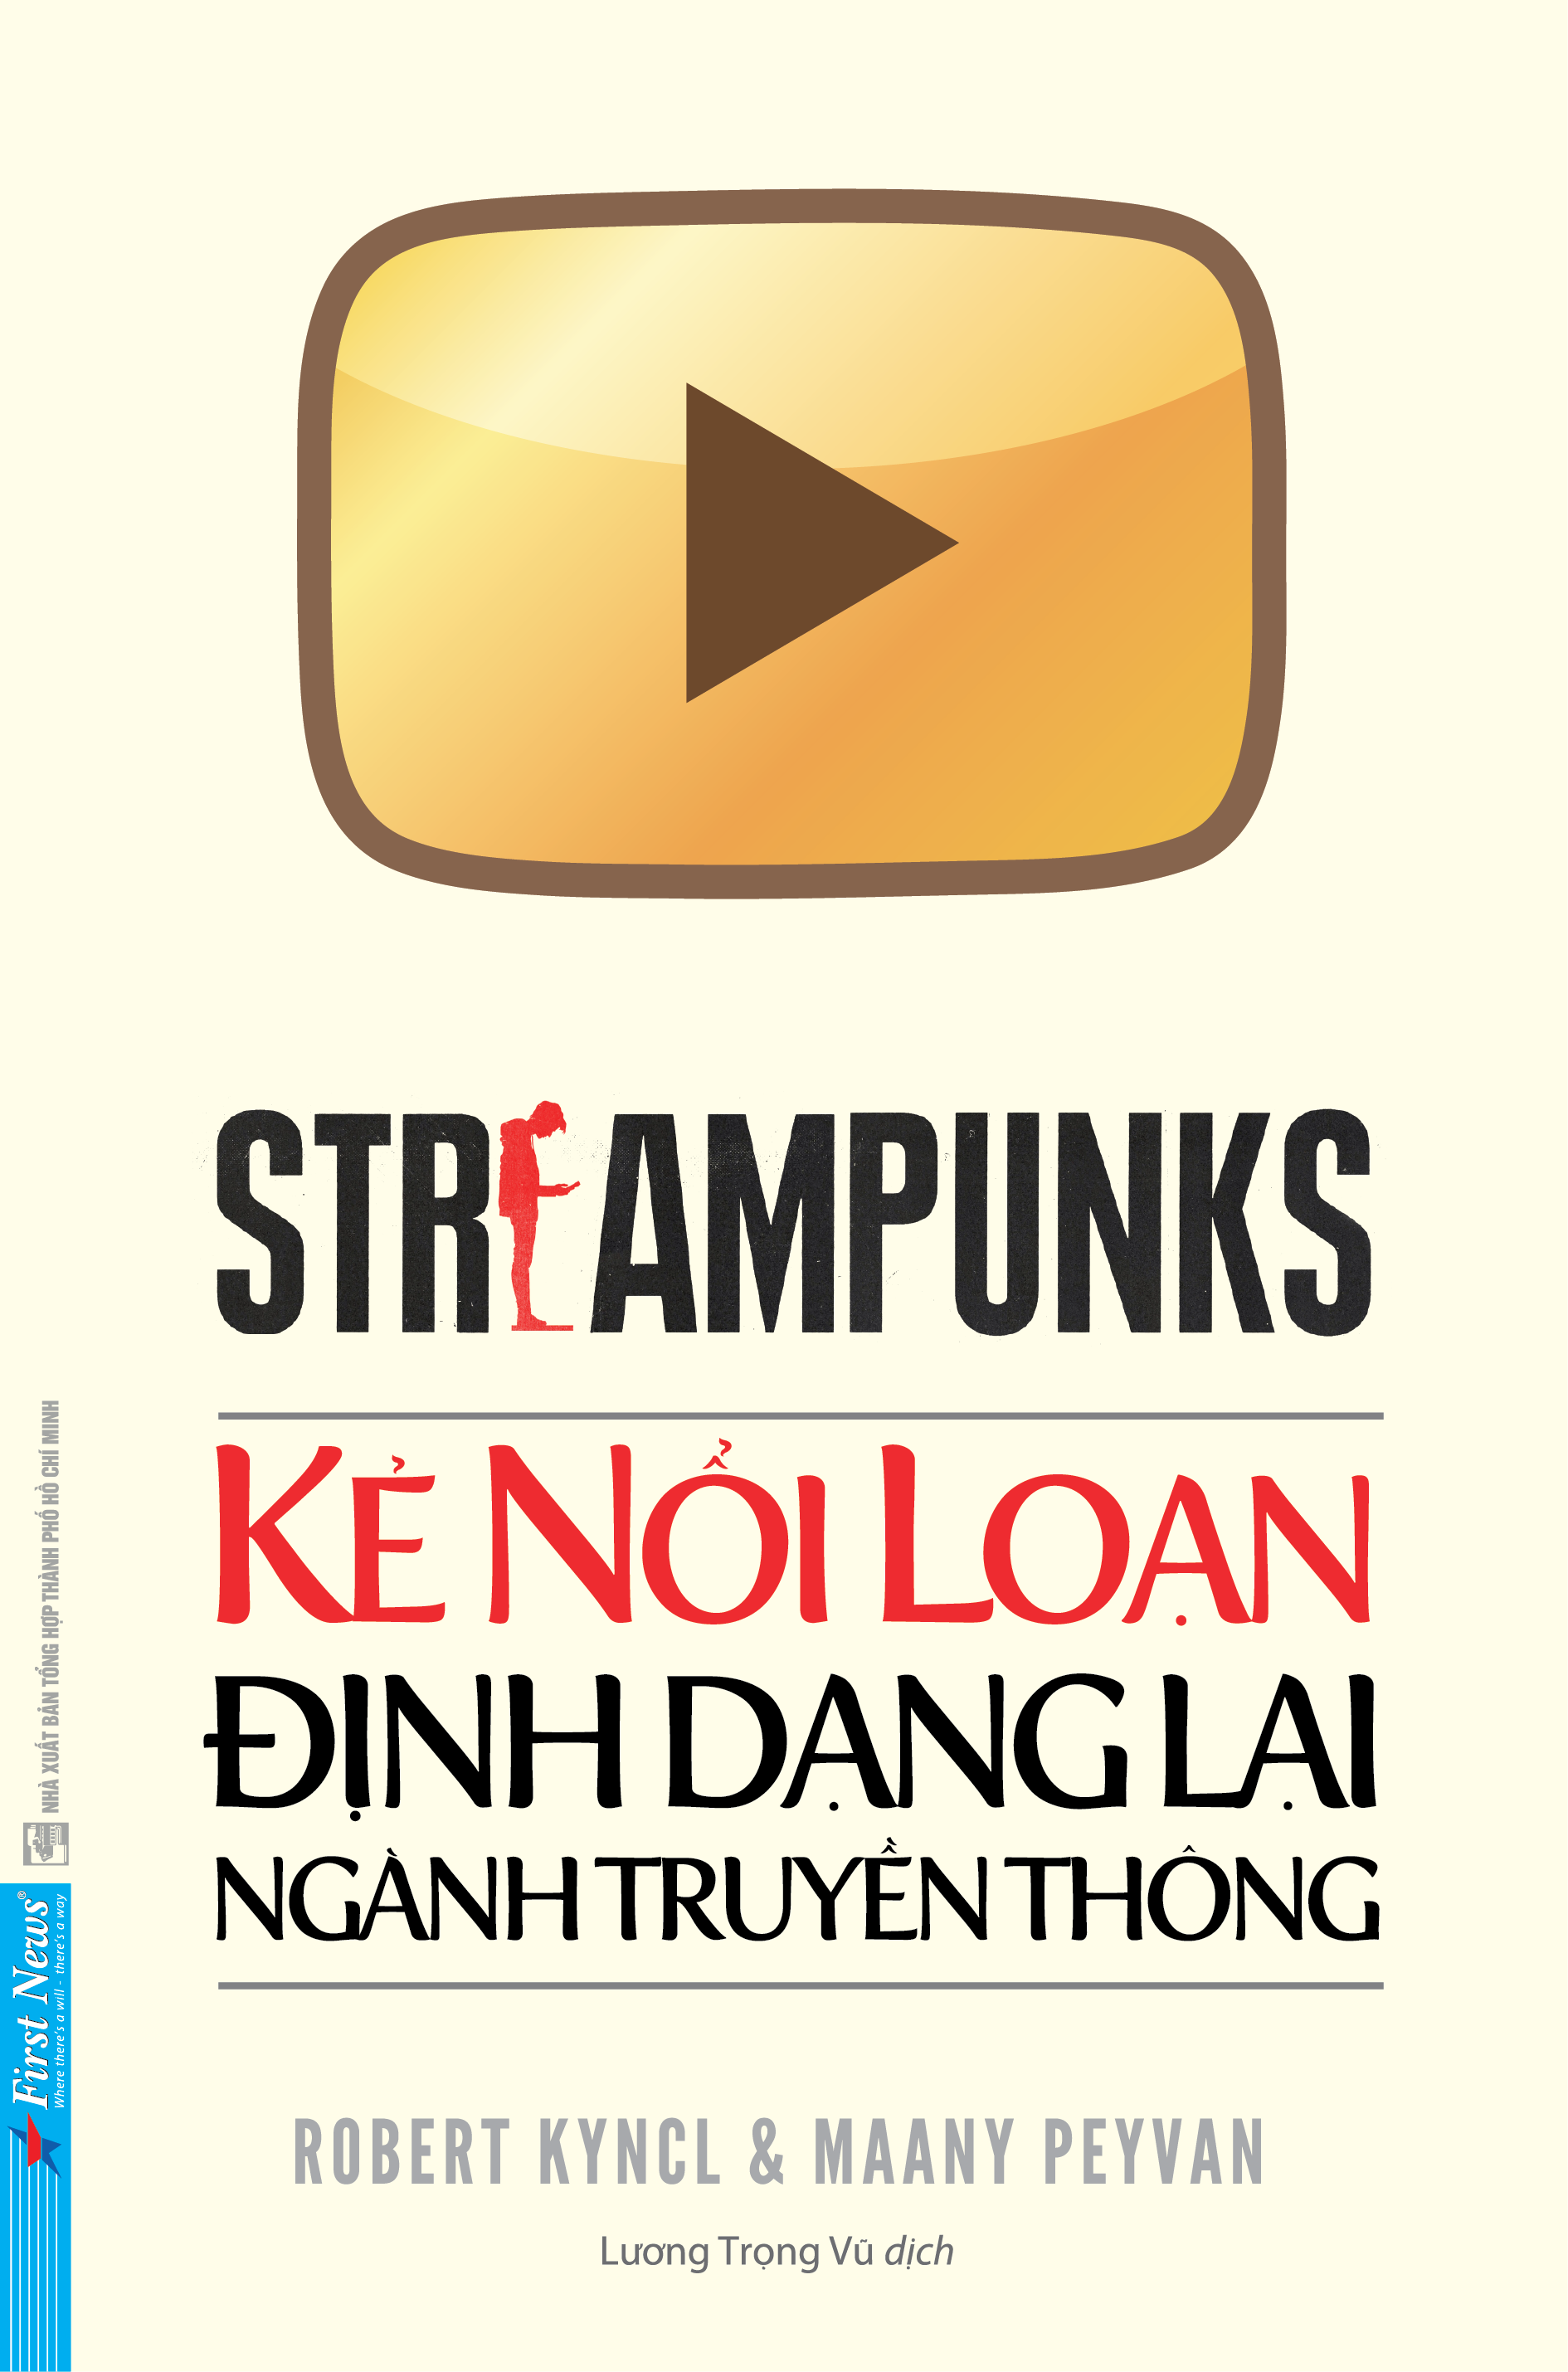 STREAMPUNKS
KẺ NỔI LOẠN
ĐỊNH DẠNG LẠI
NGÀNH TRUYỀN THÔNG
ROBERT KYNCL & MAANY PEYVAN
Lương Trọng Vũ dịch
NHÀ XUẤT BẢN TỔNG HỢP THÀNH PHỐ HỒ CHÍ MINH
First News®
Where there's a will - there's a way